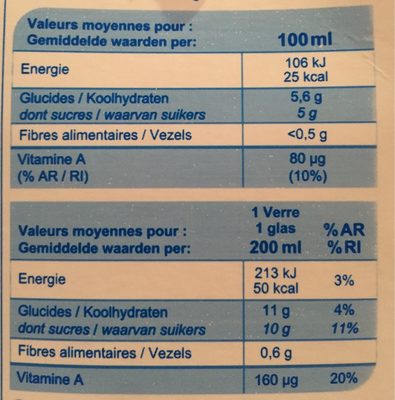 Valeurs moyennes pour :
Gemiddelde waarden per: 100 ml
Energie 106 kJ
25 kcal
Glucides / Koolhydraten 5,6 g
dont sucres / waarvan suikers 5 g
Fibres alimentaires / Vezels <0,5 g
Vitamine A 80 µg
(% AR / RI) (10%)
1 Verre
Valeurs moyennes pour : 1 glas %AR
Gemiddelde waarden per: 200 ml %RI
Energie 213 kJ
50 kcal 3%
Glucides / Koolhydraten 11 g 4%
dont sucres / waarvan suikers 10 g 11%
Fibres alimentaires / Vezels 0,6 g
Vitamine A 160 µg 20%